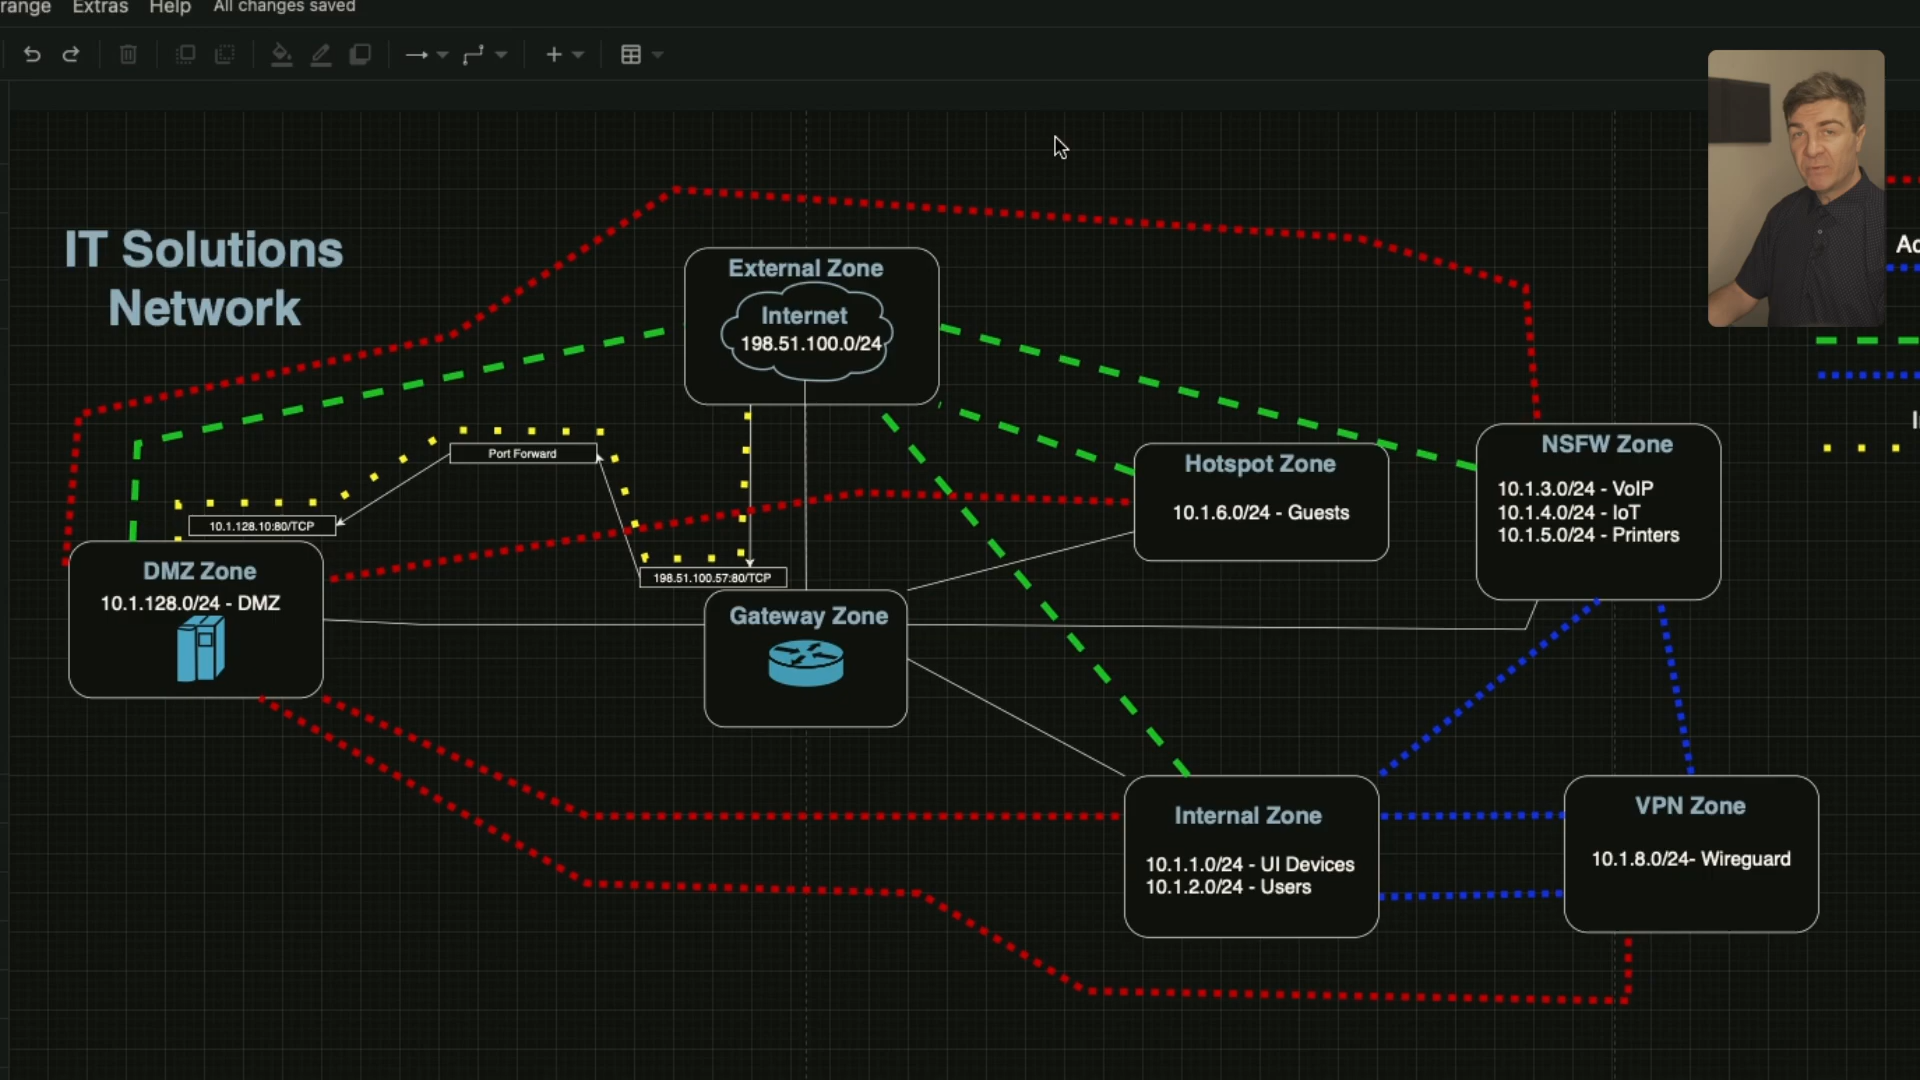 Extras
Help
All changes saved
IT Solutions
Network
External Zone
Internet
198.51.100.0/24
Port Forward
10.1.128.10:80/TCP
198.51.100.57:80/TCP
DMZ Zone
10.1.128.0/24 - DMZ
Gateway Zone
Hotspot Zone
10.1.6.0/24 - Guests
NSFW Zone
10.1.3.0/24 - VoIP
10.1.4.0/24 - IoT
10.1.5.0/24 - Printers
Internal Zone
10.1.1.0/24 - UI Devices
10.1.2.0/24 - Users
VPN Zone
10.1.8.0/24- Wireguard